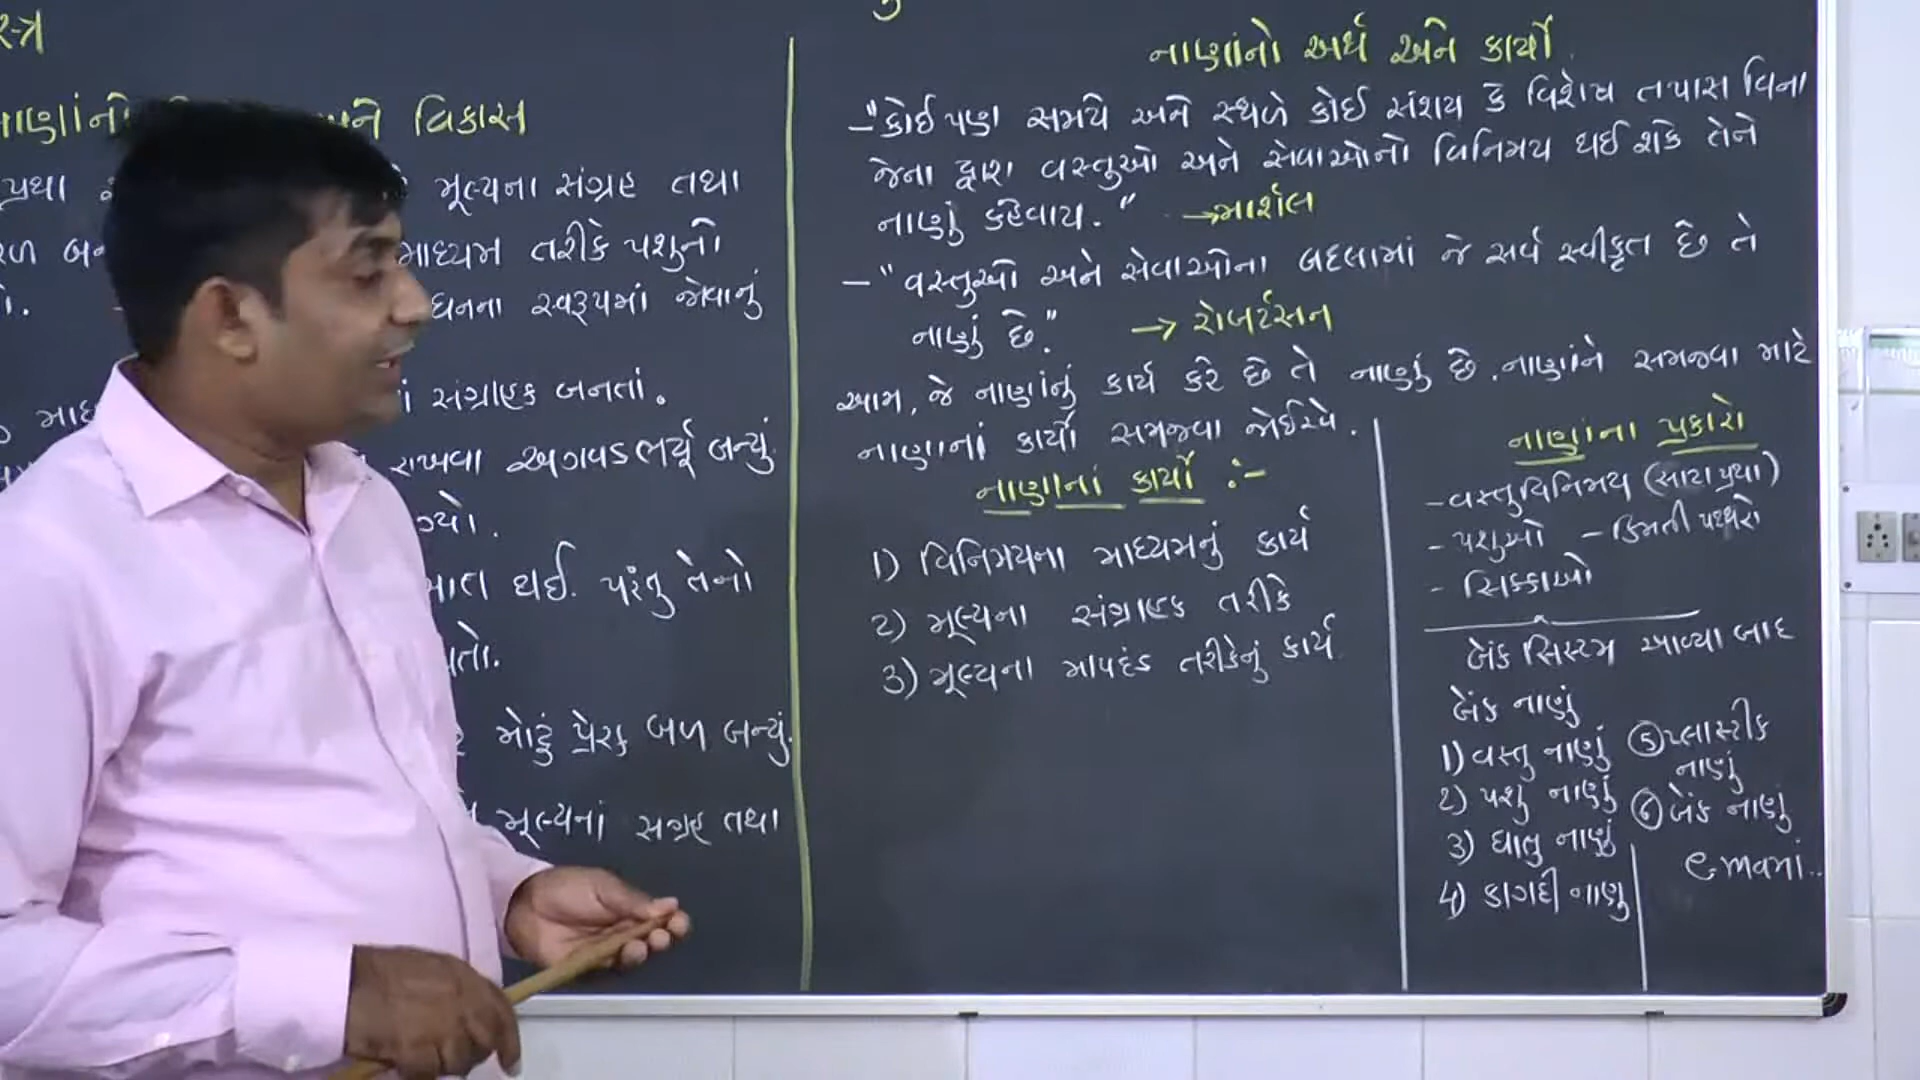 સ્ત્ર
અને વિકાસ
પ્રથા
મૂલ્યના સંગ્રહ તથા
માધ્યમ તરીકે પશુની
ધનના સ્વરૂપમાં જોવાનું
સંગ્રાહક બનતાં.
રાખવા અગવડભર્યૂ બન્યું
થઈ. પરંતુ તેનો
મોટું પ્રેરક બળ બન્યું.
મૂલ્યનાં સગ્રહ તથા
નાણાંનો અર્થ અને કાર્યો
– "કોઈપણ સમયે અને સ્થળે કોઈ સંશય કે વિશેષ તપાસ વિના
જેના દ્વારા વસ્તુઓ અને સેવાઓનો વિનિમય થઈ શકે તેને
નાણું કહેવાય." → માર્શલ
– "વસ્તુઓ અને સેવાઓના બદલામાં જે સર્વ સ્વીકૃત છે તે
નાણું છે." → રોબર્ટસન
આમ, જે નાણાંનું કાર્ય કરે છે તે નાણું છે. નાણાંને સમજવા માટે
નાણાનાં કાર્યો સમજવા જોઈએ.
નાણાનાં કાર્યો :-
1) વિનિમયના માધ્યમનું કાર્ય
2) મૂલ્યના સંગ્રાહક તરીકે
3) મૂલ્યના માપદંડ તરીકેનું કાર્ય
નાણાંના પ્રકારો
– વસ્તુવિનિમય (સાટાપ્રથા)
– પશુઓ – કિમતી પથ્થરો
– સિક્કાઓ
બેંક સિસ્ટમ આવ્યા બાદ
બેંક નાણું
1) વસ્તુ નાણું
2) પશુ નાણું
3) ધાતુ નાણું
4) કાગદી નાણુ
⑤ પ્લાસ્ટીક
નાણું
⑥ બેંક નાણું